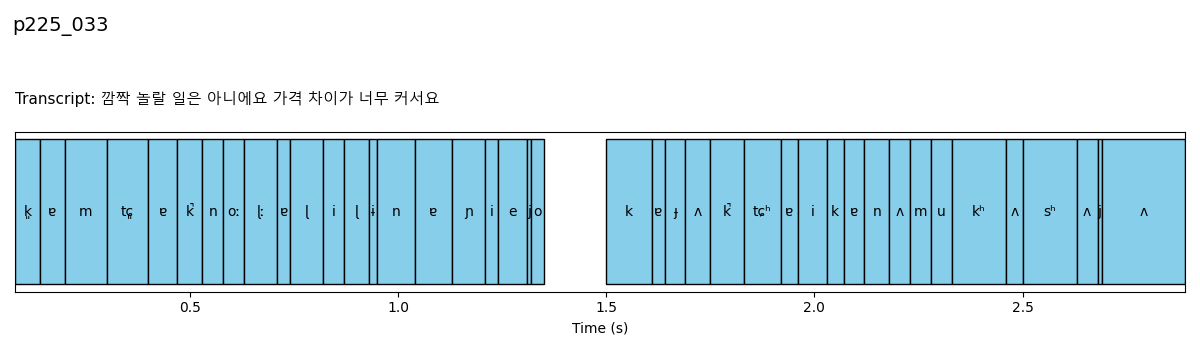 p225_033
Transcript: 깜짝 놀랄 일은 아니에요 가격 차이가 너무 커서요
k͈ ɐ m tɕ͈ ɐ k̚ n oː ɭː ɐ ɭ i ɭ ɨ n ɐ ɲ i e j o k ɐ ɟ ʌ k̚ tɕʰ ɐ i k ɐ n ʌ m u kʰ ʌ sʰ ʌ j ʌ
0.5 1.0 1.5 2.0 2.5
Time (s)